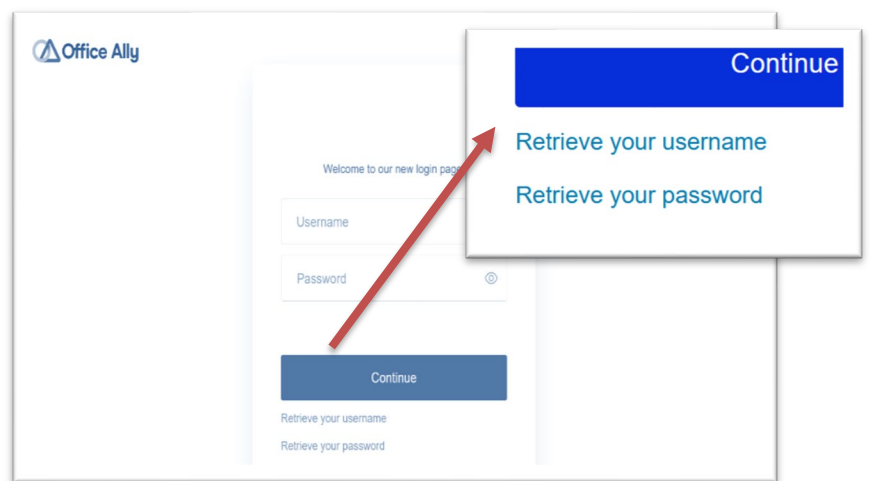 Office Ally
Welcome to our new login page
Username
Password
Continue
Retrieve your username
Retrieve your password
Continue
Retrieve your username
Retrieve your password